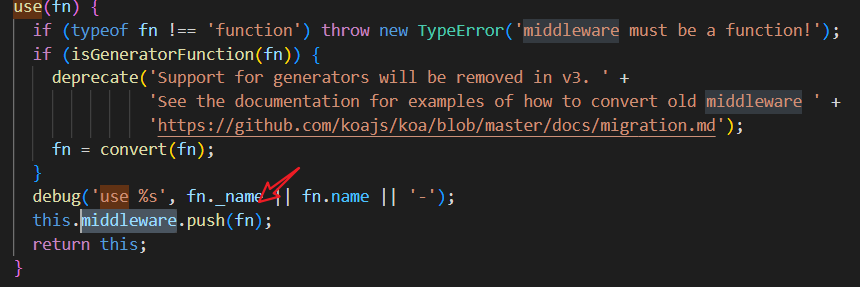 use(fn) {
if (typeof fn !== 'function') throw new TypeError('middleware must be a function!');
if (isGeneratorFunction(fn)) {
deprecate('Support for generators will be removed in v3. ' +
'See the documentation for examples of how to convert old middleware ' +
'https://github.com/koajs/koa/blob/master/docs/migration.md');
fn = convert(fn);
}
debug('use %s', fn._name || fn.name || '-');
this.middleware.push(fn);
return this;
}